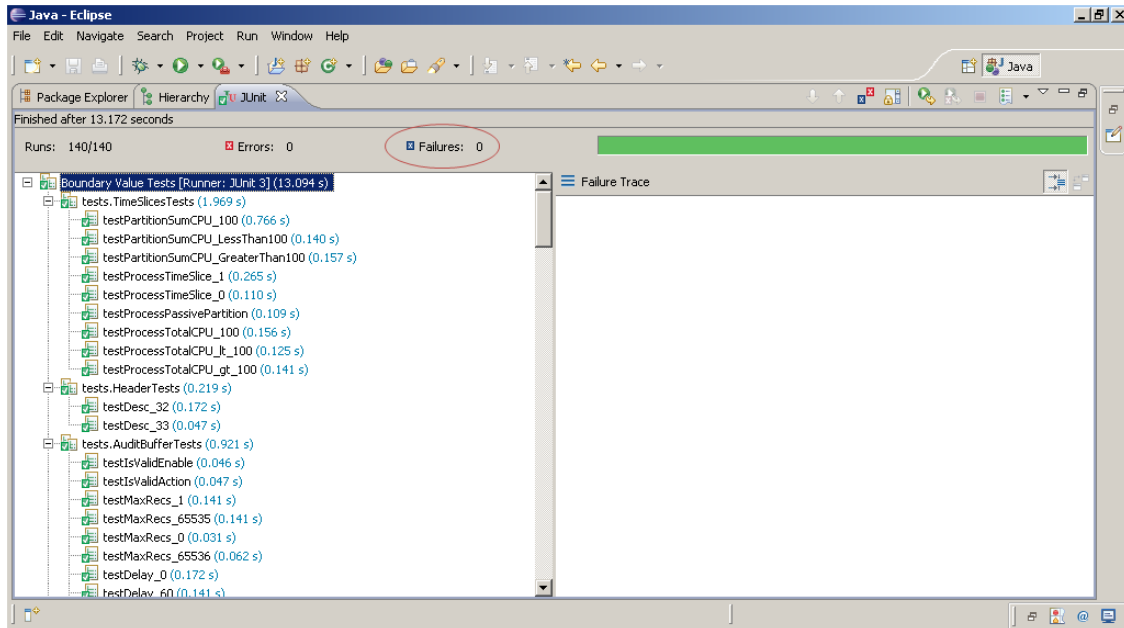 Java - Eclipse
File Edit Navigate Search Project Run Window Help
Java
Package Explorer Hierarchy JUnit
Finished after 13.172 seconds
Runs: 140/140 Errors: 0 Failures: 0
Boundary Value Tests [Runner: JUnit 3] (13.094 s)
Failure Trace
tests.TimeSlicesTests (1.969 s)
testPartitionSumCPU_100 (0.766 s)
testPartitionSumCPU_LessThan100 (0.140 s)
testPartitionSumCPU_GreaterThan100 (0.157 s)
testProcessTimeSlice_1 (0.265 s)
testProcessTimeSlice_0 (0.110 s)
testProcessPassivePartition (0.109 s)
testProcessTotalCPU_100 (0.156 s)
testProcessTotalCPU_lt_100 (0.125 s)
testProcessTotalCPU_gt_100 (0.141 s)
tests.HeaderTests (0.219 s)
testDesc_32 (0.172 s)
testDesc_33 (0.047 s)
tests.AuditBufferTests (0.921 s)
testIsValidEnable (0.046 s)
testIsValidAction (0.047 s)
testMaxRecs_1 (0.141 s)
testMaxRecs_65535 (0.141 s)
testMaxRecs_0 (0.031 s)
testMaxRecs_65536 (0.062 s)
testDelay_0 (0.172 s)
testDelay_60 (0.141 s)